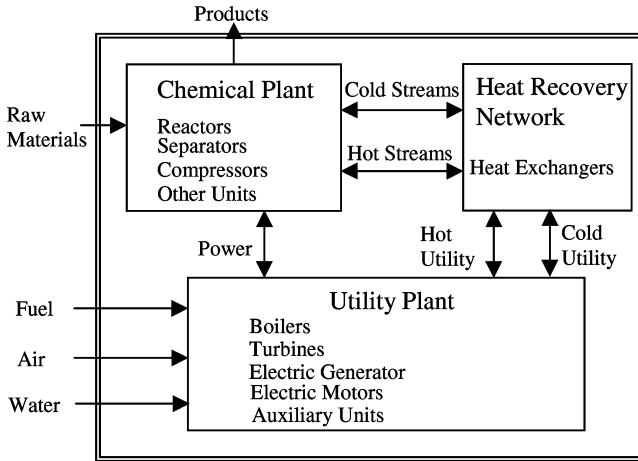 Products
Chemical Plant
Reactors
Separators
Compressors
Other Units
Raw
Materials
Cold Streams
Hot Streams
Heat Recovery
Network
Heat Exchangers
Power
Hot
Utility
Cold
Utility
Fuel
Air
Water
Utility Plant
Boilers
Turbines
Electric Generator
Electric Motors
Auxiliary Units